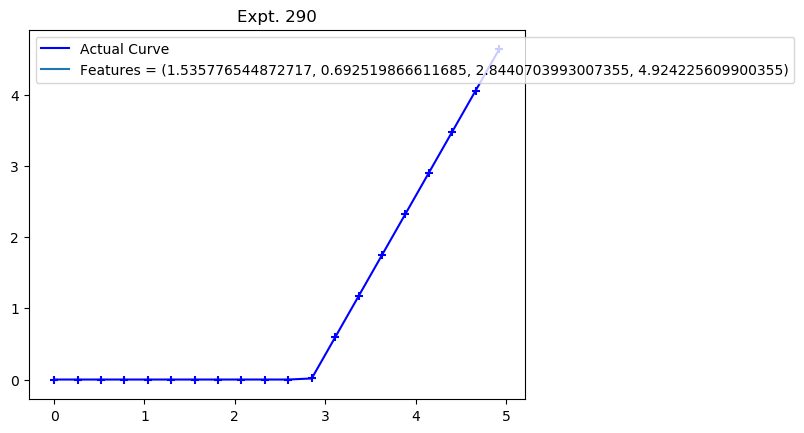 Expt. 290
Actual Curve
Features = (1.535776544872717, 0.692519866611685, 2.8440703993007355, 4.924225609900355)
4
3
2
1
0
0 1 2 3 4 5